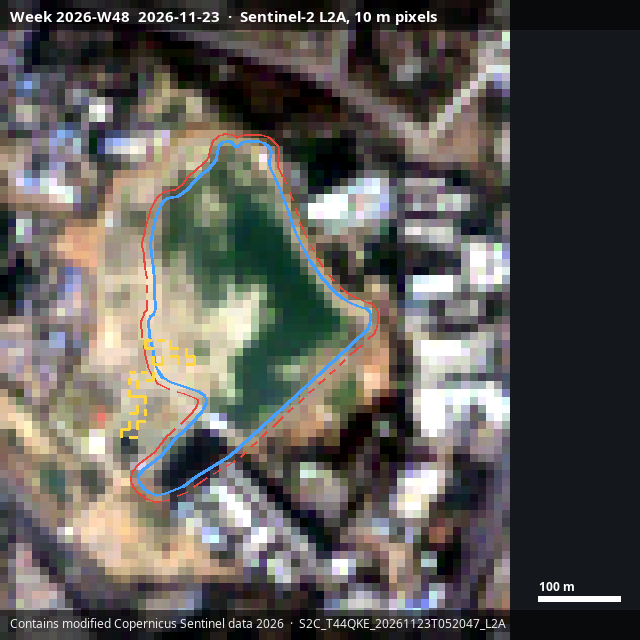 Week 2026-W48 2026-11-23 · Sentinel-2 L2A, 10 m pixels
100 m
Contains modified Copernicus Sentinel data 2026 · S2C_T44QKE_20261123T052047_L2A